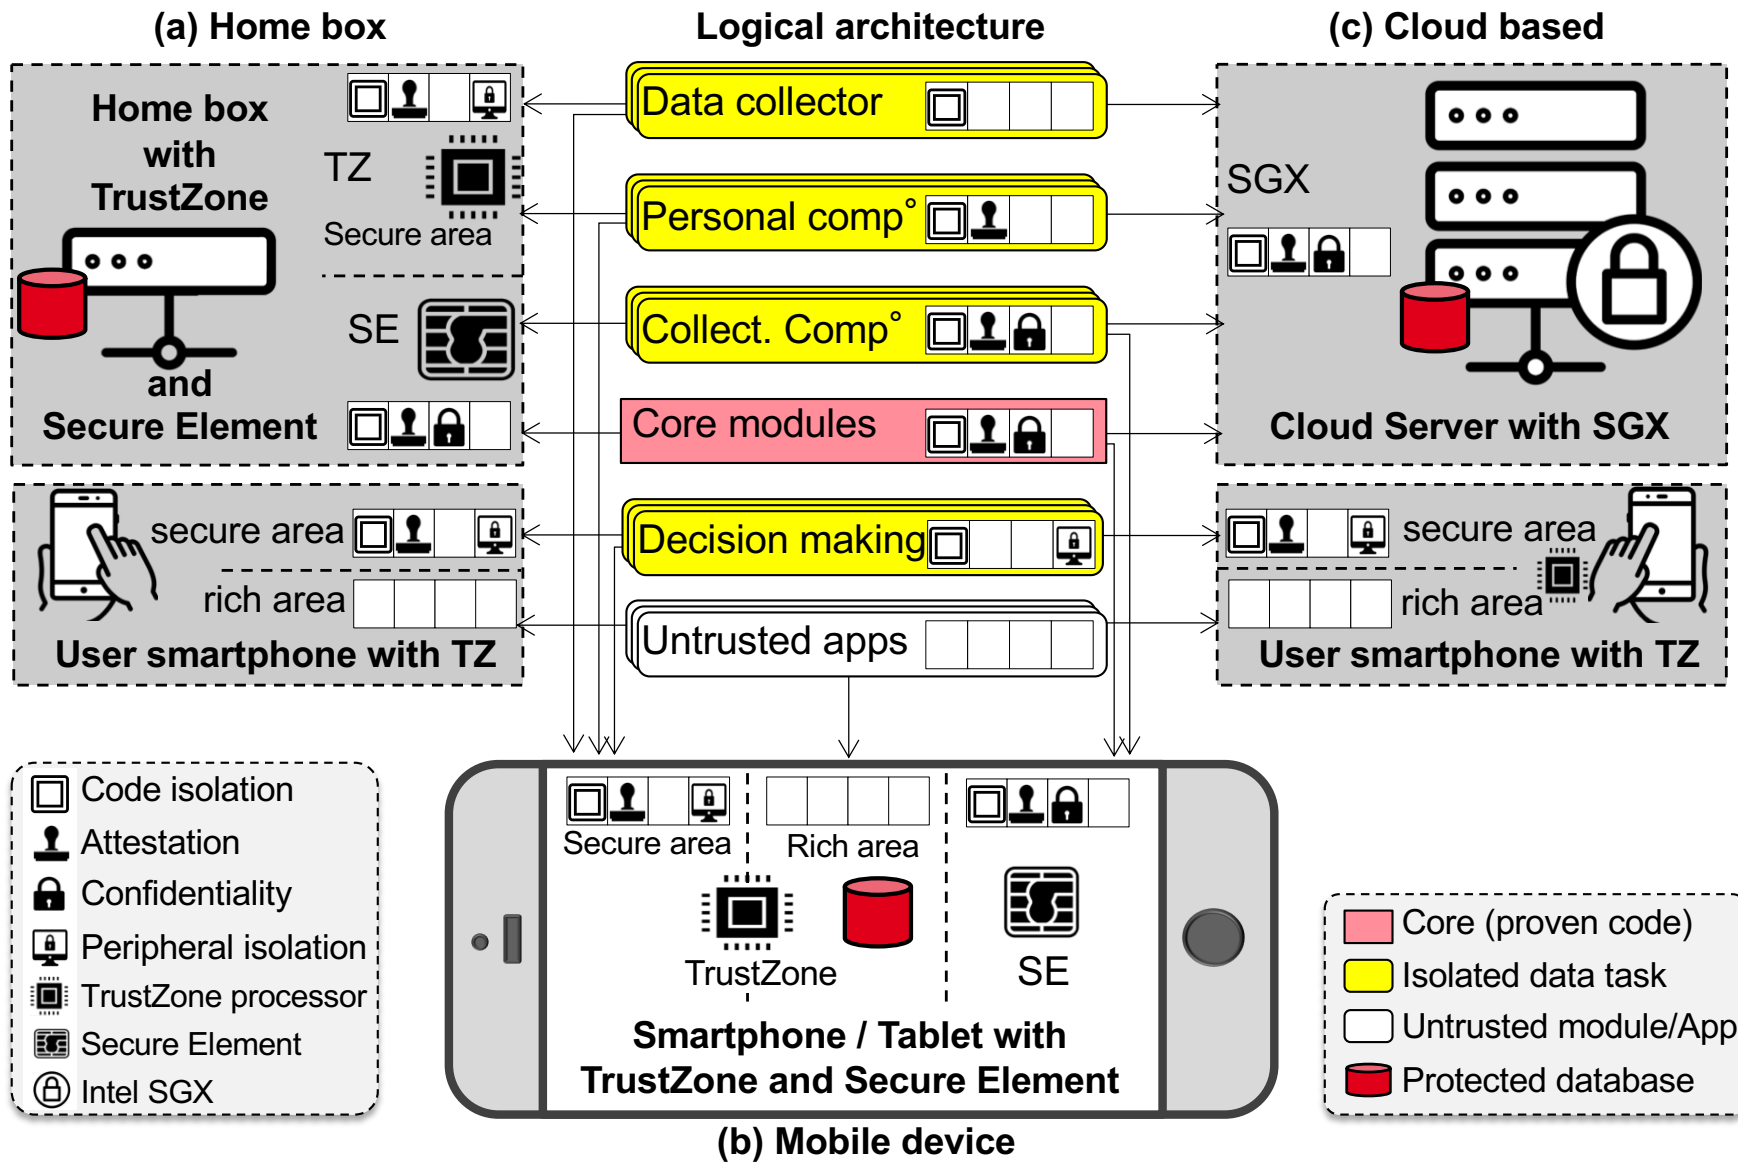 (a) Home box
Logical architecture
(c) Cloud based
Home box
with
TrustZone
and
Secure Element
TZ
Secure area
SE
Data collector
Personal comp°
Collect. Comp°
Core modules
Decision making
Untrusted apps
SGX
Cloud Server with SGX
secure area
rich area
User smartphone with TZ
secure area
rich area
User smartphone with TZ
Code isolation
Attestation
Confidentiality
Peripheral isolation
TrustZone processor
Secure Element
Intel SGX
Secure area
Rich area
TrustZone
SE
Smartphone / Tablet with
TrustZone and Secure Element
(b) Mobile device
Core (proven code)
Isolated data task
Untrusted module/App
Protected database